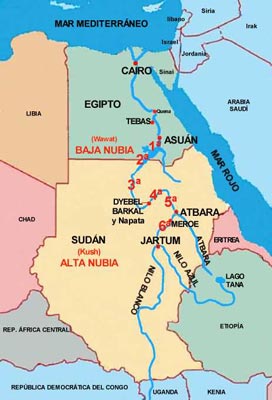 MAR MEDITERRÁNEO
Siria
líbano
Irak
Israel
Jordania
CAIRO
Sinaí
EGIPTO
Quena
TEBAS
LIBIA
ARABIA
SAUDÍ
MAR ROJO
ASUÁN
(Wawat)
BAJA NUBIA
1ª
2ª
3ª
4ª
5ª
6ª
DYEBEL
BARKAL
y Napata
ATBARA
MEROE
CHAD
SUDÁN
(Kush)
ALTA NUBIA
JARTUM
ATBARA
ERITREA
NILO BLANCO
NILO AZUL
LAGO
TANA
REP. ÁFRICA CENTRAL
ETIOPÍA
REPÚBLICA DEMOCRÁTICA DEL CONGO
UGANDA
KENIA